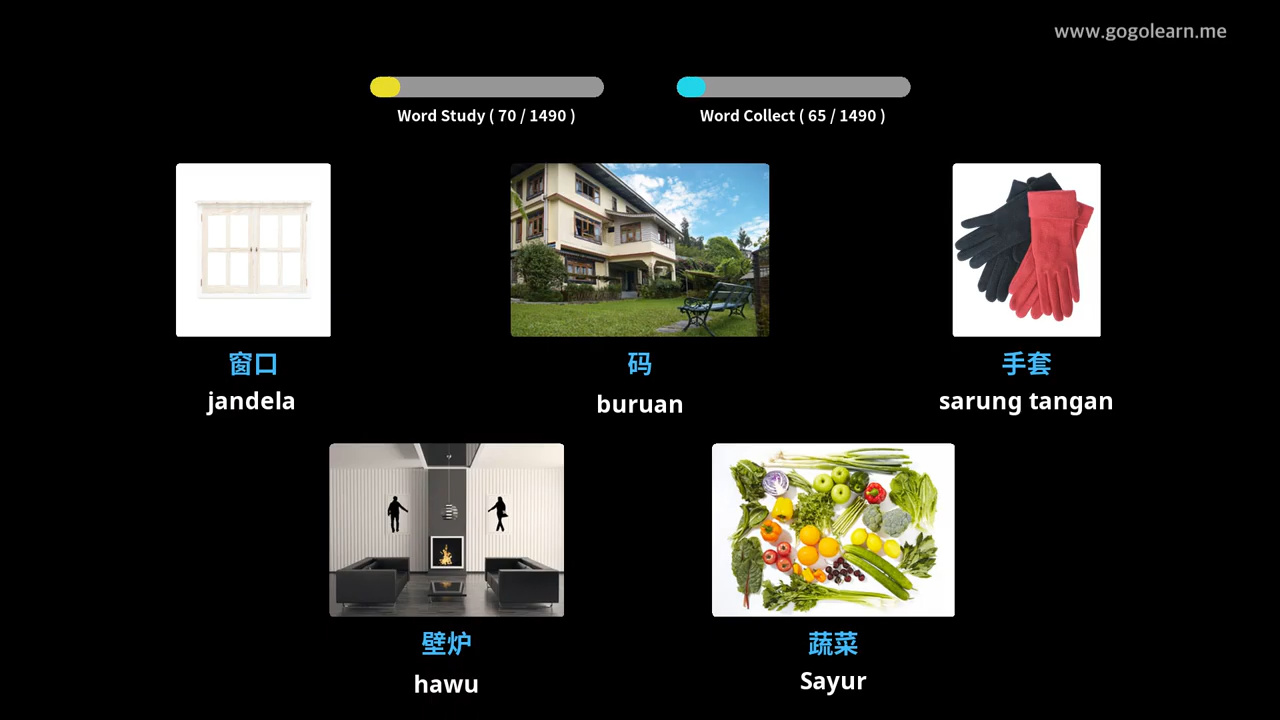 www.gogolearn.me
Word Study ( 70 / 1490 )
Word Collect ( 65 / 1490 )
窗口
jandela
码
buruan
手套
sarung tangan
壁炉
hawu
蔬菜
Sayur